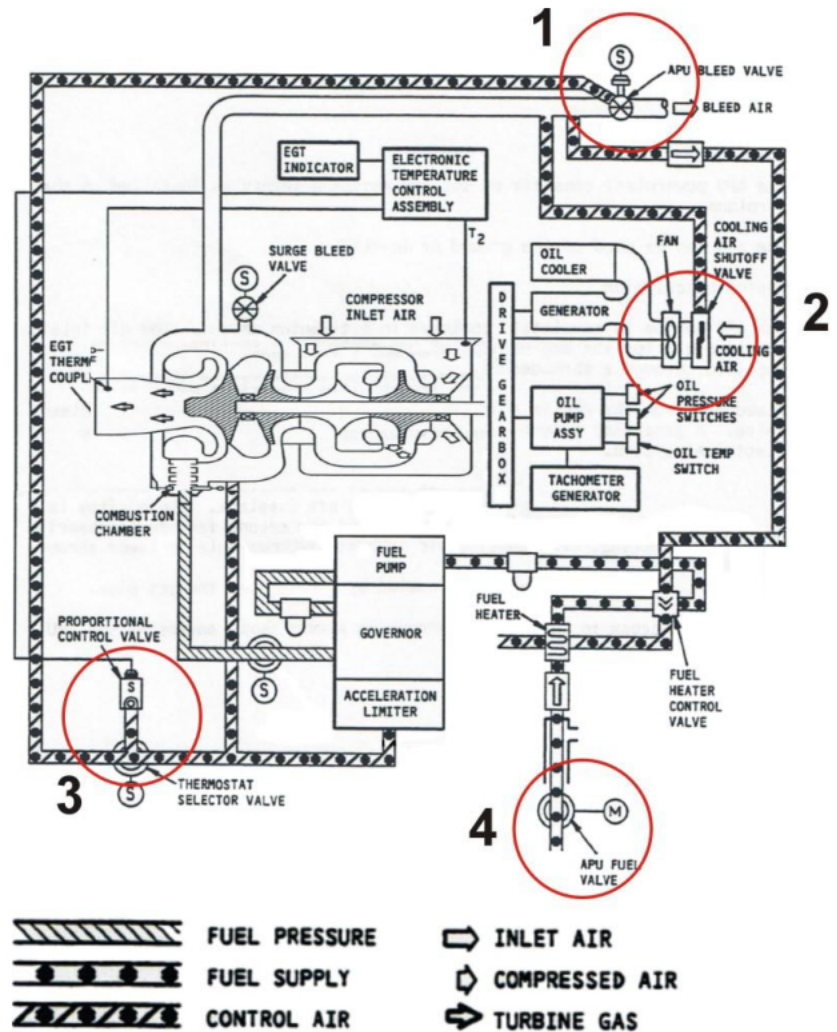 1
S
APU BLEED VALVE
BLEED AIR
EGT
INDICATOR
ELECTRONIC
TEMPERATURE
CONTROL
ASSEMBLY
T2
SURGE BLEED
VALVE
S
COMPRESSOR
INLET AIR
OIL
COOLER
FAN
COOLING
AIR
SHUTOFF
VALVE
GENERATOR
2
COOLING
AIR
EGT
COUPL
DRIVE GEARBOX
OIL
PUMP
ASSY
OIL
PRESSURE
SWITCHES
OIL TEMP
SWITCH
TACHOMETER
GENERATOR
COMBUSTION
CHAMBER
FUEL
PUMP
GOVERNOR
ACCELERATION
LIMITER
FUEL
HEATER
FUEL
HEATER
CONTROL
VALVE
PROPORTIONAL
CONTROL VALVE
S
S
3
S
THERMOSTAT
SELECTOR VALVE
4
M
APU FUEL
VALVE
FUEL PRESSURE
FUEL SUPPLY
CONTROL AIR
INLET AIR
COMPRESSED AIR
TURBINE GAS